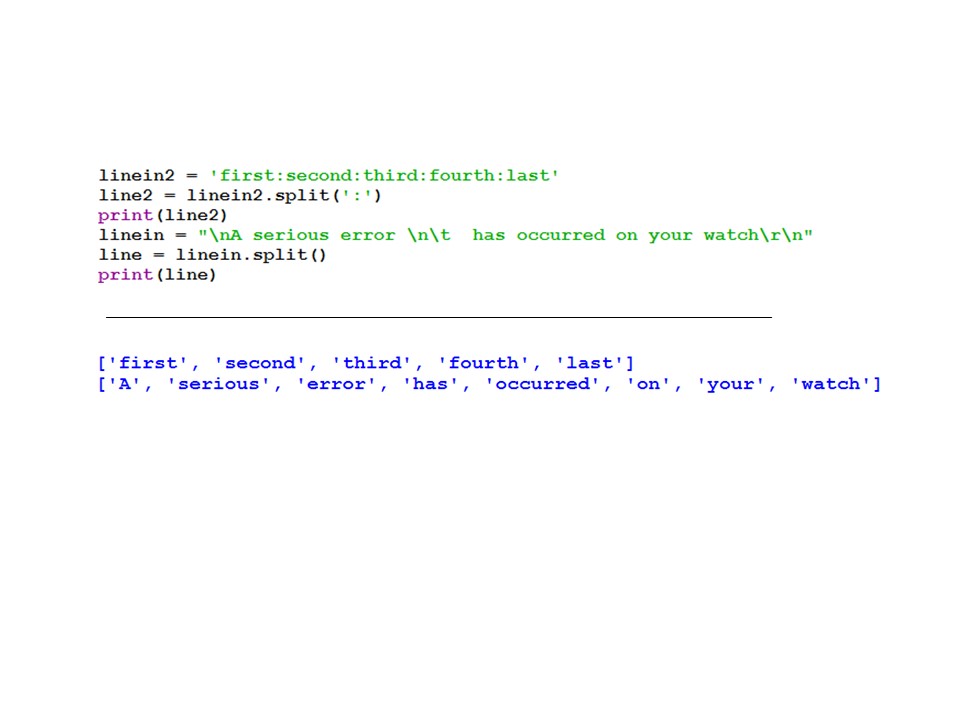 linein2 = 'first:second:third:fourth:last'
line2 = linein2.split(':')
print(line2)
linein = "\nA serious error \n\t  has occurred on your watch\r\n"
line = linein.split()
print(line)
['first', 'second', 'third', 'fourth', 'last']
['A', 'serious', 'error', 'has', 'occurred', 'on', 'your', 'watch']